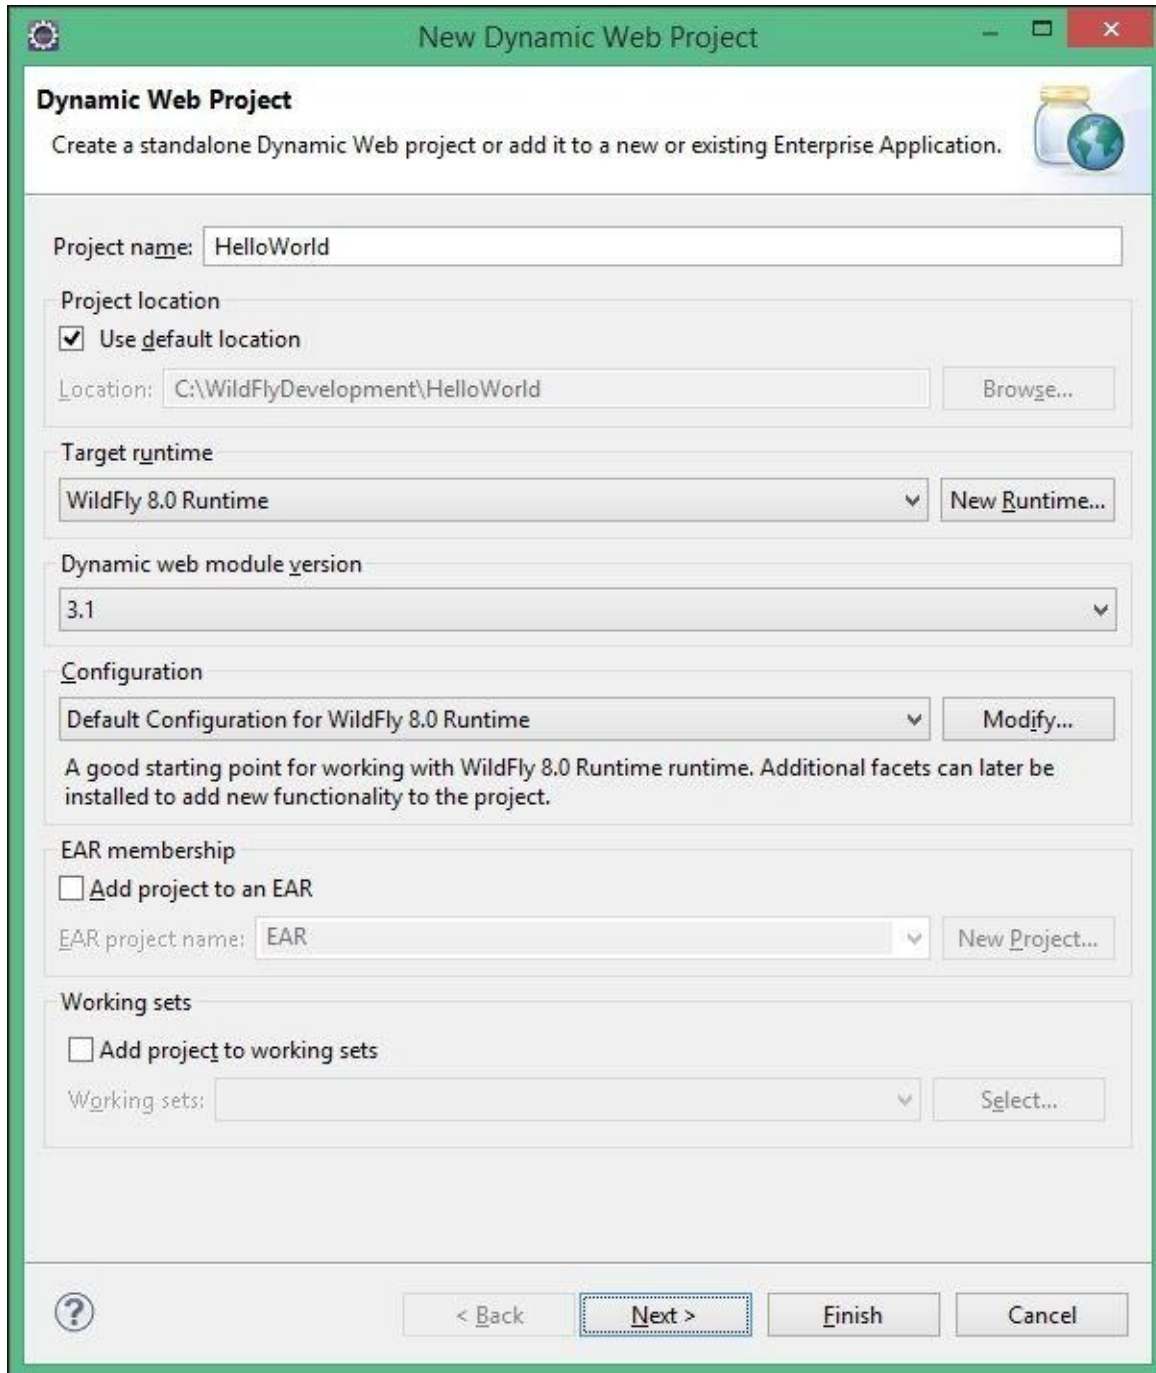 New Dynamic Web Project
Dynamic Web Project
Create a standalone Dynamic Web project or add it to a new or existing Enterprise Application.
Project name: HelloWorld
Project location
Use default location
Location: C:\WildFlyDevelopment\HelloWorld Browse...
Target runtime
WildFly 8.0 Runtime New Runtime...
Dynamic web module version
3.1
Configuration
Default Configuration for WildFly 8.0 Runtime Modify...
A good starting point for working with WildFly 8.0 Runtime runtime. Additional facets can later be
installed to add new functionality to the project.
EAR membership
Add project to an EAR
EAR project name: EAR New Project...
Working sets
Add project to working sets
Working sets: Select...
? < Back Next > Finish Cancel